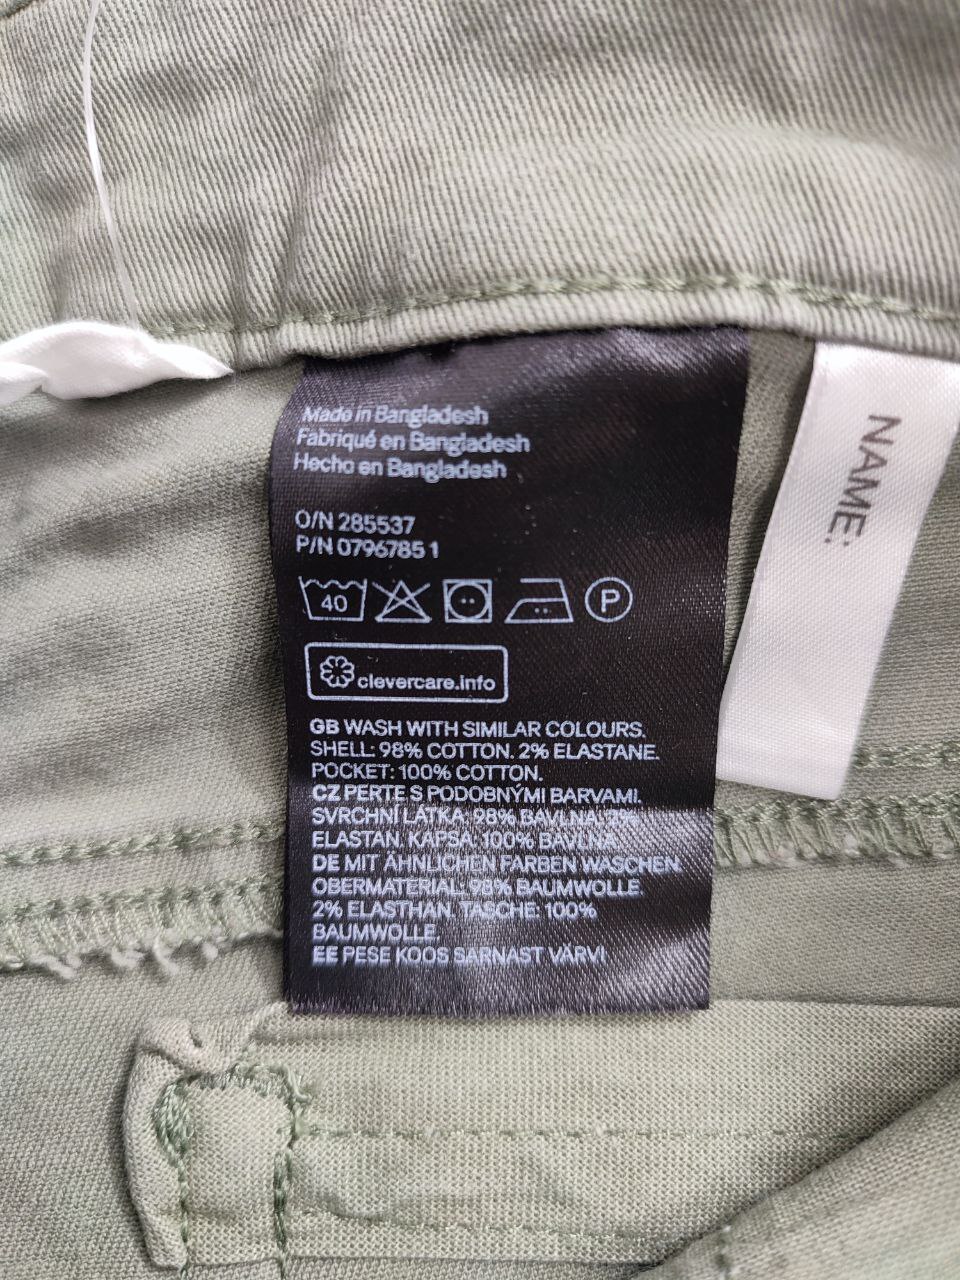 Made in Bangladesh
Fabriqué en Bangladesh
Hecho en Bangladesh
O/N 285537
P/N 0796785 1
40 P
clevercare.info
GB WASH WITH SIMILAR COLOURS.
SHELL: 98% COTTON. 2% ELASTANE.
POCKET: 100% COTTON.
CZ PERTE S PODOBNÝMI BARVAMI.
SVRCHNÍ LÁTKA: 98% BAVLNA. 2%
ELASTAN. KAPSA: 100% BAVLNA.
DE MIT ÄHNLICHEN FARBEN WASCHEN.
OBERMATERIAL: 98% BAUMWOLLE.
2% ELASTHAN. TASCHE: 100%
BAUMWOLLE.
EE PESE KOOS SARNAST VÄRVI
NAME: